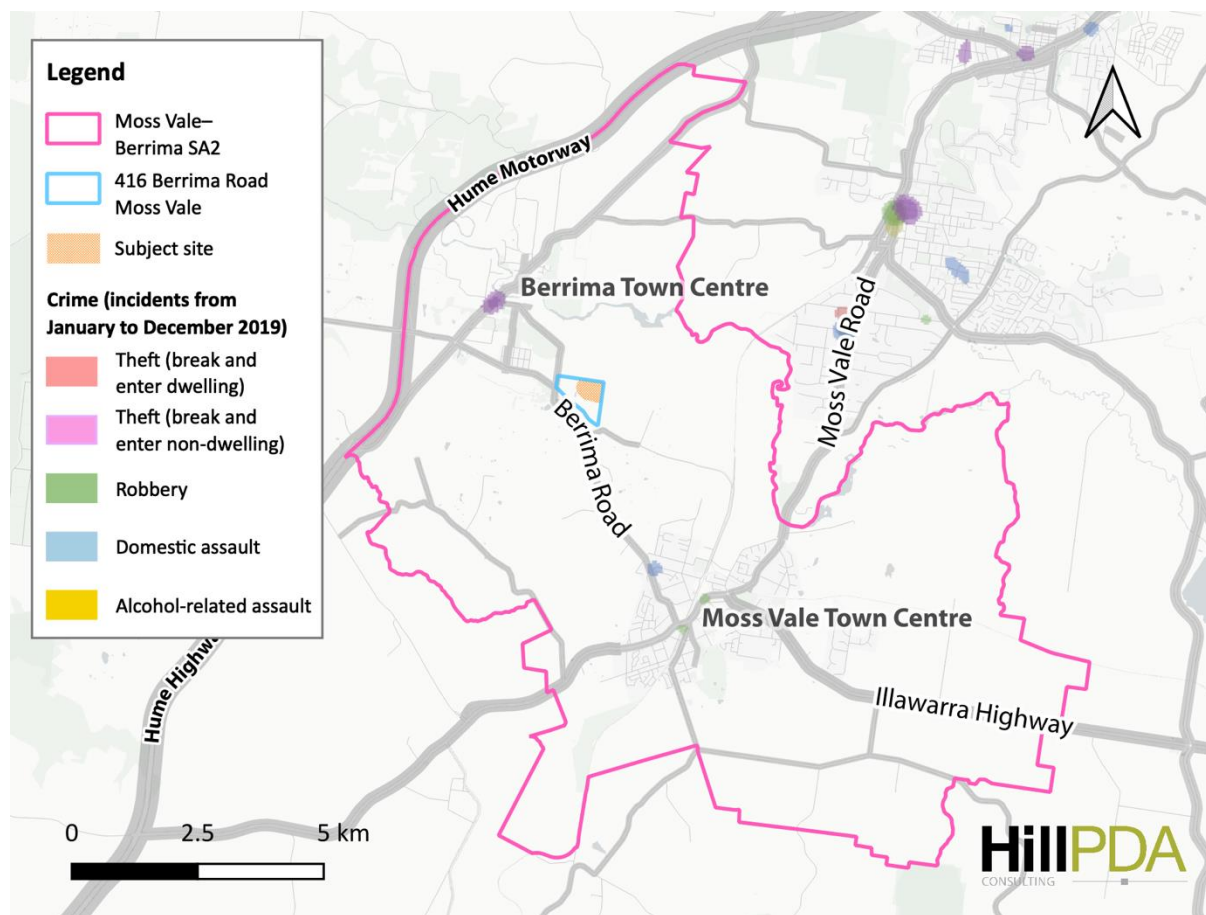 Legend
Moss Vale–
Berrima SA2
416 Berrima Road
Moss Vale
Subject site
Crime (incidents from
January to December 2019)
Theft (break and
enter dwelling)
Theft (break and
enter non-dwelling)
Robbery
Domestic assault
Alcohol-related assault
Hume Motorway
Berrima Town Centre
Moss Vale Road
Berrima Road
Moss Vale Town Centre
Illawarra Highway
Hume Highway
0 2.5 5 km
HillPDA
CONSULTING